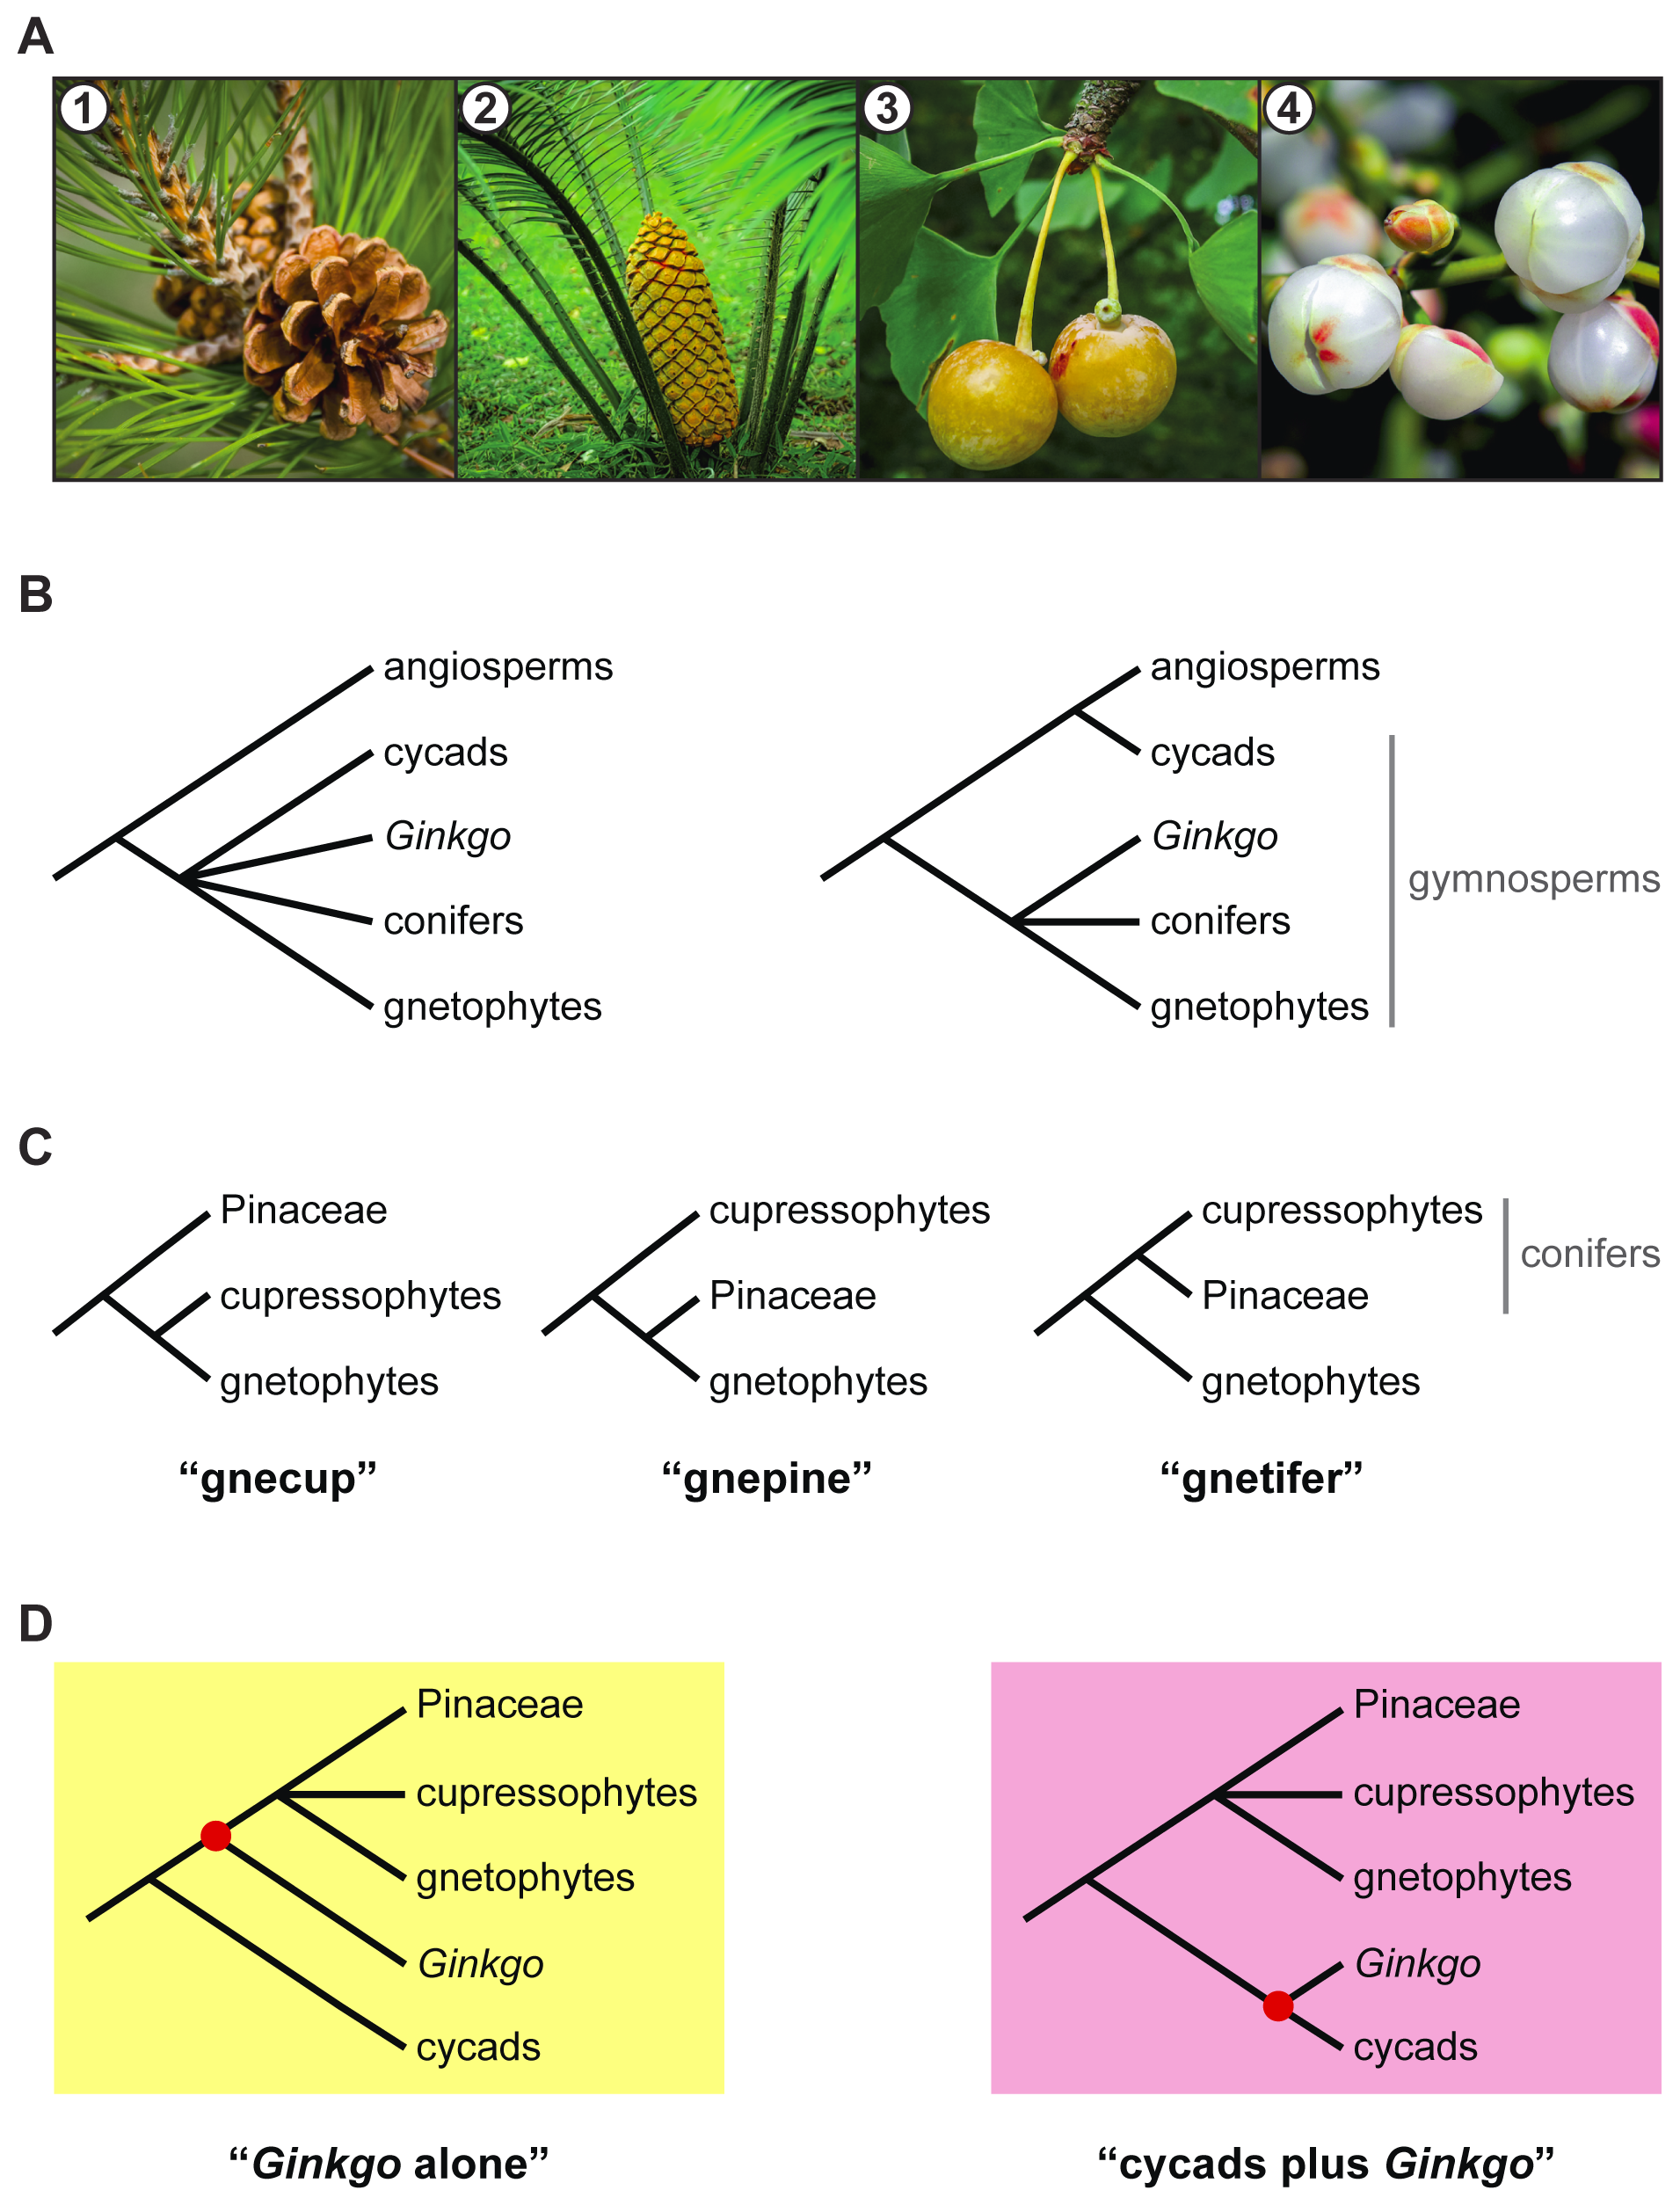 A
1
2
3
4
B
angiosperms
cycads
Ginkgo
conifers
gnetophytes
angiosperms
cycads
Ginkgo
conifers
gnetophytes
gymnosperms
C
Pinaceae
cupressophytes
gnetophytes
“gnecup”
cupressophytes
Pinaceae
gnetophytes
“gnepine”
cupressophytes
Pinaceae
gnetophytes
conifers
“gnetifer”
D
Pinaceae
cupressophytes
gnetophytes
Ginkgo
cycads
“Ginkgo alone”
Pinaceae
cupressophytes
gnetophytes
Ginkgo
cycads
“cycads plus Ginkgo”